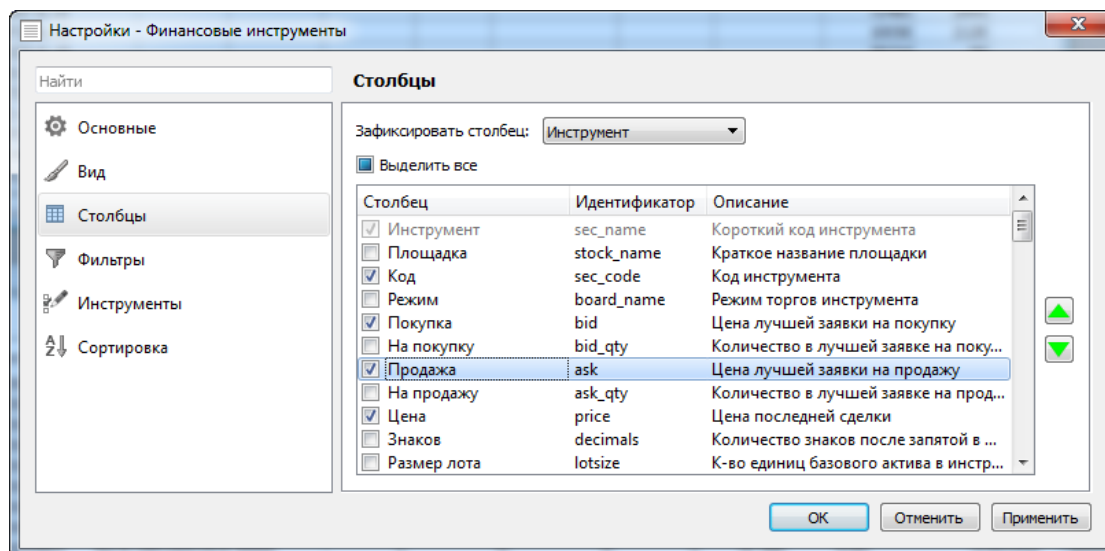 Настройки - Финансовые инструменты
Найти
Основные
Вид
Столбцы
Фильтры
Инструменты
Сортировка
Столбцы
Зафиксировать столбец: Инструмент
Выделить все
Столбец Идентификатор Описание
Инструмент sec_name Короткий код инструмента
Площадка stock_name Краткое название площадки
Код sec_code Код инструмента
Режим board_name Режим торгов инструмента
Покупка bid Цена лучшей заявки на покупку
На покупку bid_qty Количество в лучшей заявке на поку...
Продажа ask Цена лучшей заявки на продажу
На продажу ask_qty Количество в лучшей заявке на прод...
Цена price Цена последней сделки
Знаков decimals Количество знаков после запятой в ...
Размер лота lotsize К-во единиц базового актива в инстр...
OK Отменить Применить